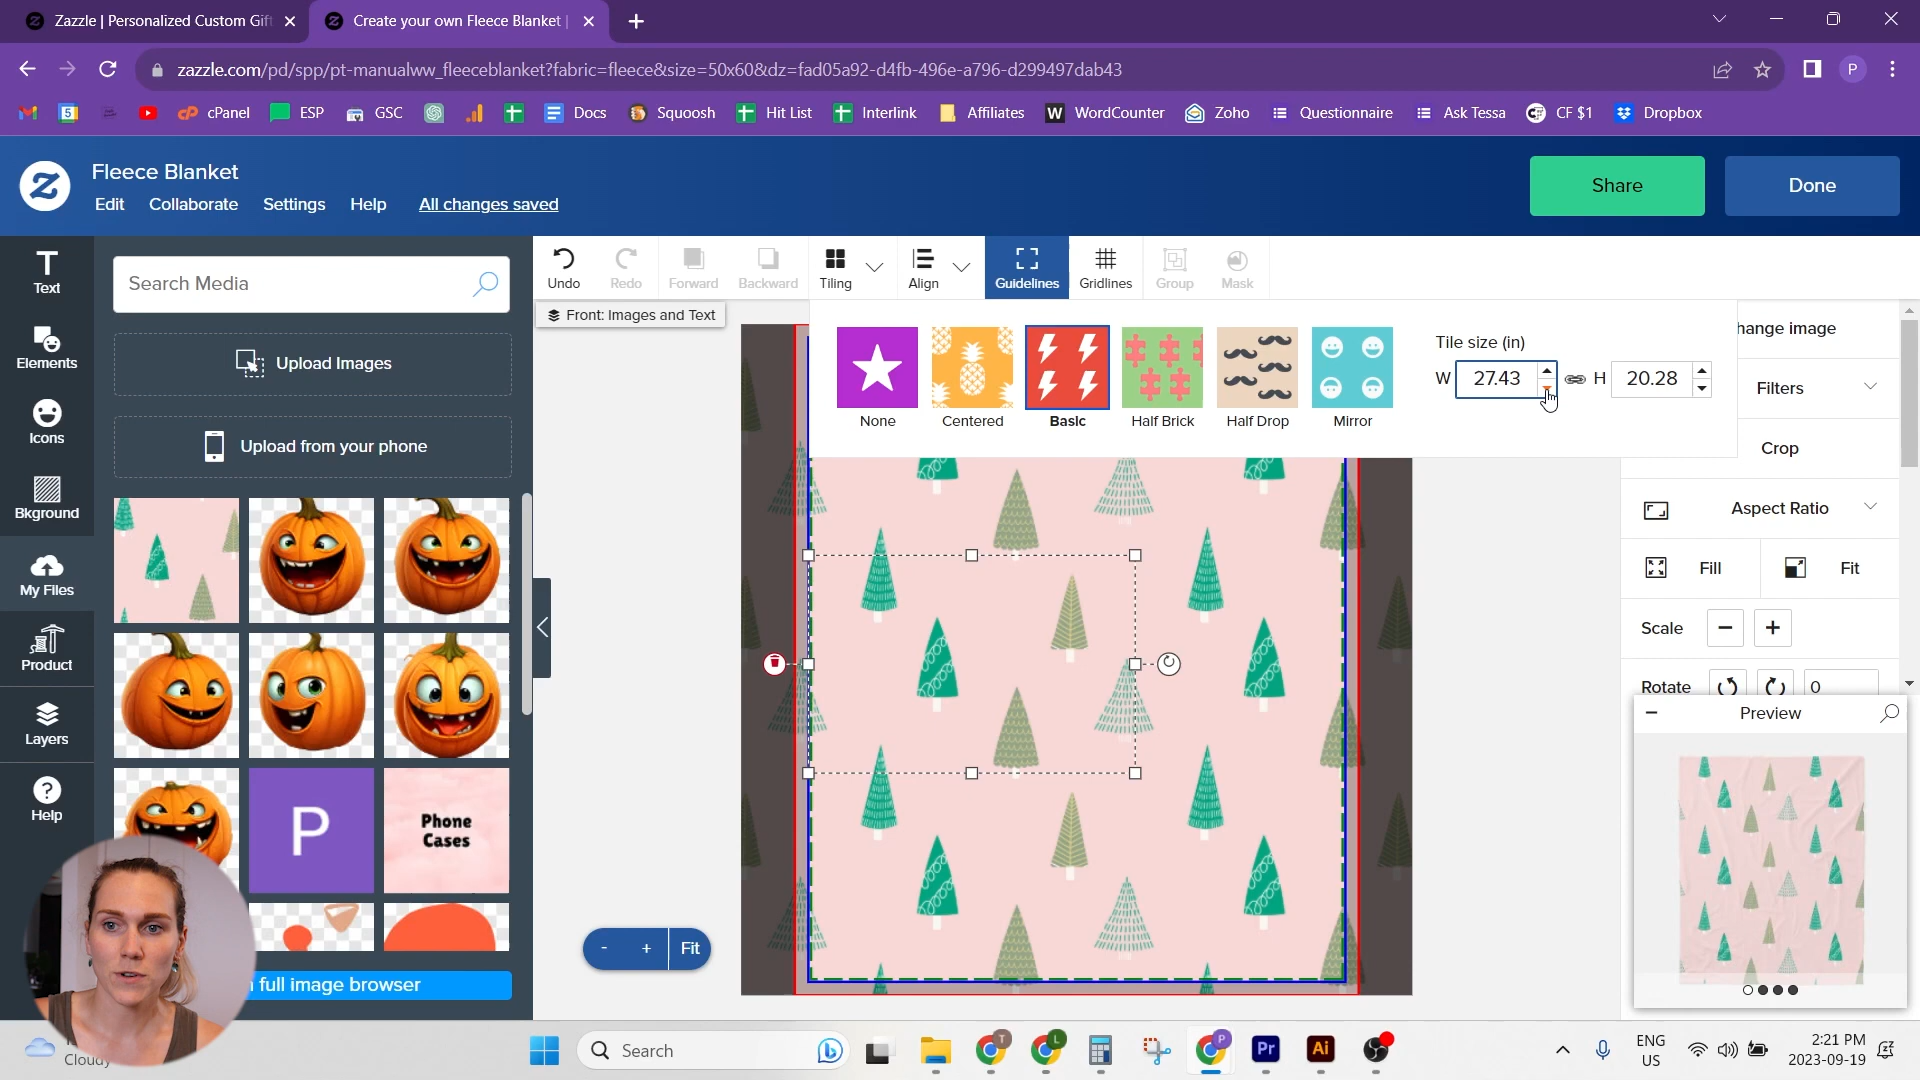 Zazzle | Personalized Custom Gift
Create your own Fleece Blanket |
zazzle.com/pd/spp/pt-manualww_fleeceblanket?fabric=fleece&size=50x60&dz=fad05a92-d4fb-496e-a796-d299497dab43
P
cPanel
ESP
GSC
Docs
Squoosh
Hit List
Interlink
Affiliates
W WordCounter
Zoho
Questionnaire
Ask Tessa
CF $1
Dropbox
Fleece Blanket
Edit
Collaborate
Settings
Help
All changes saved
Share
Done
Text
Elements
Icons
Bkground
My Files
Product
Layers
Help
Search Media
Upload Images
Upload from your phone
P
Phone
Cases
full image browser
Undo
Redo
Forward
Backward
Tiling
Align
Guidelines
Gridlines
Group
Mask
Front: Images and Text
None
Centered
Basic
Half Brick
Half Drop
Mirror
Tile size (in)
W 27.43
H 20.28
hange image
Filters
Crop
Aspect Ratio
Fill
Fit
Scale
Rotate
0
Preview
- + Fit
Cloudy
Search
T
L
P
Pr
Ai
ENG
US
2:21 PM
2023-09-19